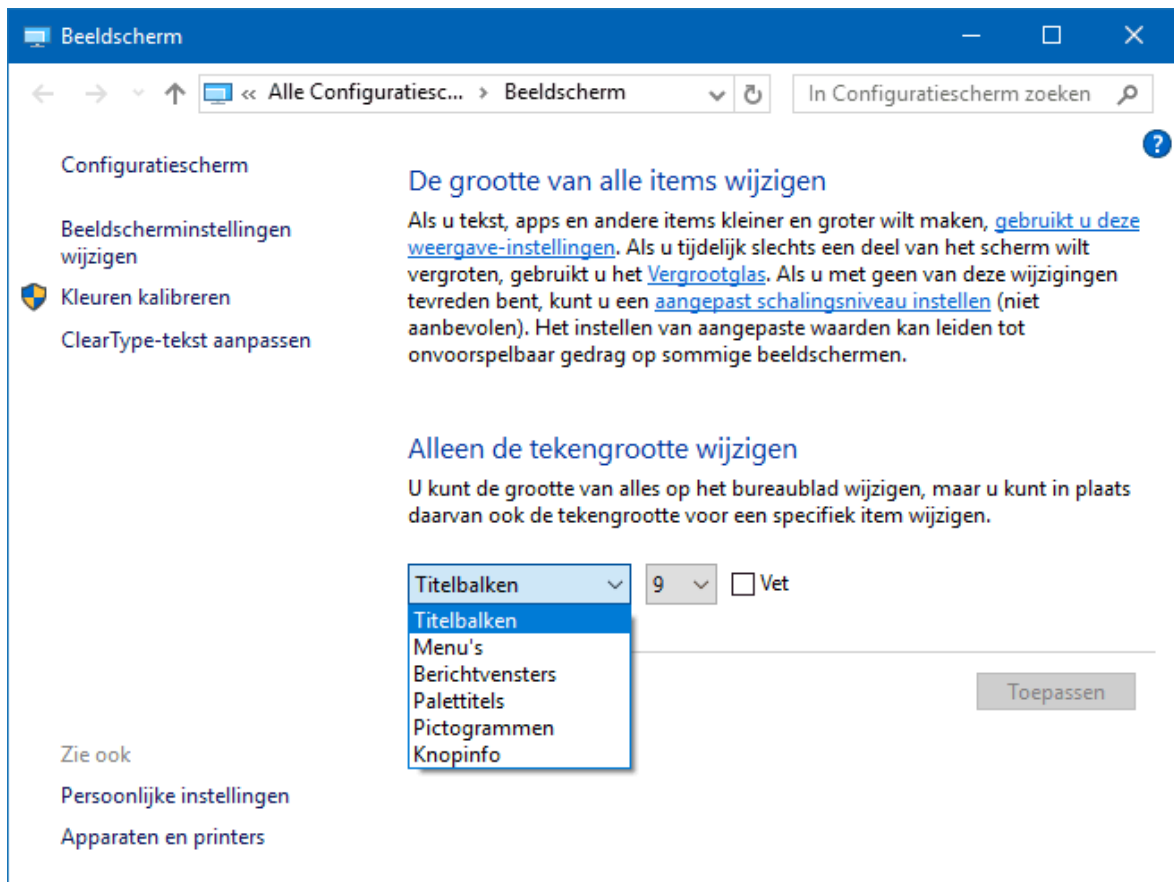 Beeldscherm
« Alle Configuratiesc... › Beeldscherm
In Configuratiescherm zoeken
?
Configuratiescherm
Beeldscherminstellingen
wijzigen
Kleuren kalibreren
ClearType-tekst aanpassen
De grootte van alle items wijzigen
Als u tekst, apps en andere items kleiner en groter wilt maken, gebruikt u deze
weergave-instellingen. Als u tijdelijk slechts een deel van het scherm wilt
vergroten, gebruikt u het Vergrootglas. Als u met geen van deze wijzigingen
tevreden bent, kunt u een aangepast schalingsniveau instellen (niet
aanbevolen). Het instellen van aangepaste waarden kan leiden tot
onvoorspelbaar gedrag op sommige beeldschermen.
Alleen de tekengrootte wijzigen
U kunt de grootte van alles op het bureaublad wijzigen, maar u kunt in plaats
daarvan ook de tekengrootte voor een specifiek item wijzigen.
Titelbalken 9 Vet
Titelbalken
Menu's
Berichtvensters
Palettitels
Pictogrammen
Knopinfo
Toepassen
Zie ook
Persoonlijke instellingen
Apparaten en printers